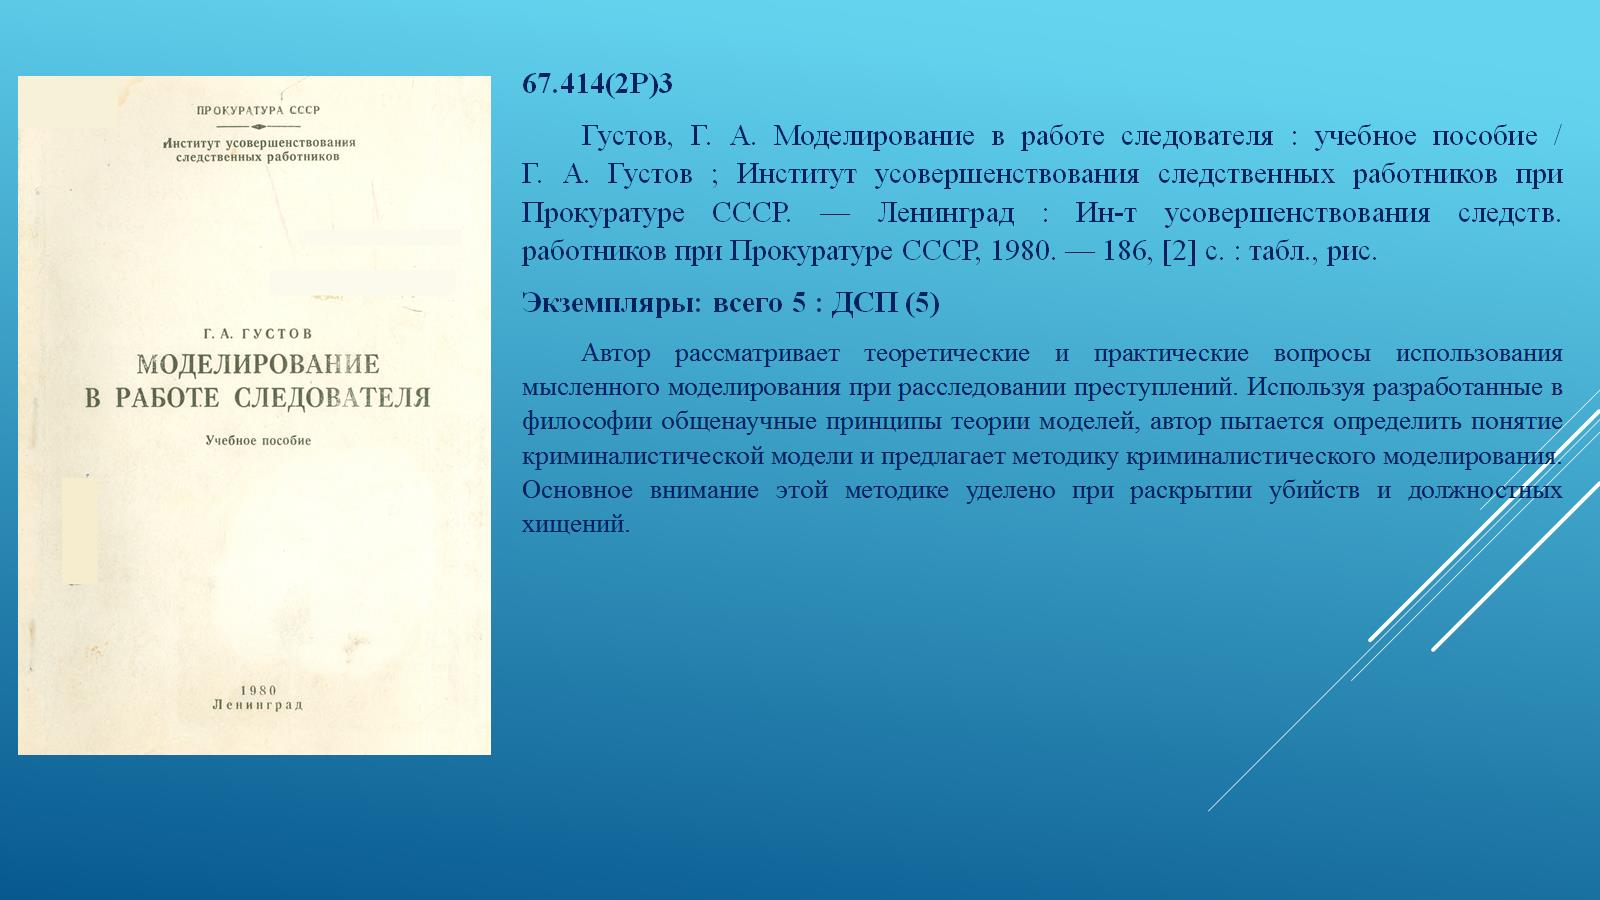 ПРОКУРАТУРА СССР
Институт усовершенствования
следственных работников
Г. А. ГУСТОВ
МОДЕЛИРОВАНИЕ
В РАБОТЕ СЛЕДОВАТЕЛЯ
Учебное пособие
1980
Ленинград
67.414(2Р)3
Густов, Г. А. Моделирование в работе следователя : учебное пособие /
Г. А. Густов ; Институт усовершенствования следственных работников при
Прокуратуре СССР. — Ленинград : Ин-т усовершенствования следств.
работников при Прокуратуре СССР, 1980. — 186, [2] с. : табл., рис.
Экземпляры: всего 5 : ДСП (5)
Автор рассматривает теоретические и практические вопросы использования
мысленного моделирования при расследовании преступлений. Используя разработанные в
философии общенаучные принципы теории моделей, автор пытается определить понятие
криминалистической модели и предлагает методику криминалистического моделирования.
Основное внимание этой методике уделено при раскрытии убийств и должностных
хищений.